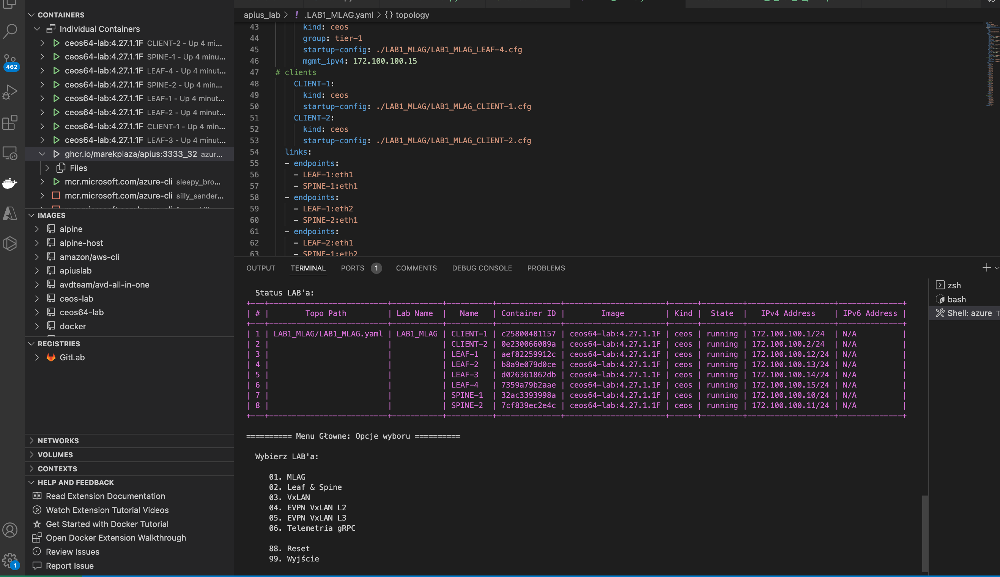 CONTAINERS
Individual Containers
ceos64-lab:4.27.1.1F CLIENT-2 - Up 4 mi...
ceos64-lab:4.27.1.1F SPINE-1 - Up 4 minu...
ceos64-lab:4.27.1.1F LEAF-4 - Up 4 minut...
ceos64-lab:4.27.1.1F SPINE-2 - Up 4 min...
ceos64-lab:4.27.1.1F LEAF-1 - Up 4 minut...
ceos64-lab:4.27.1.1F LEAF-2 - Up 4 minut...
ceos64-lab:4.27.1.1F CLIENT-1 - Up 4 min...
ceos64-lab:4.27.1.1F LEAF-3 - Up 4 minut...
ghcr.io/marekplaza/apius:3333_32 azur...
Files
mcr.microsoft.com/azure-cli sleepy_bro...
mcr.microsoft.com/azure-cli silly_sander...
IMAGES
alpine
alpine-host
amazon/aws-cli
apiuslab
avdteam/avd-all-in-one
ceos-lab
ceos64-lab
docker
REGISTRIES
GitLab
NETWORKS
VOLUMES
CONTEXTS
HELP AND FEEDBACK
Read Extension Documentation
Watch Extension Tutorial Videos
Get Started with Docker Tutorial
Open Docker Extension Walkthrough
Review Issues
Report Issue
462
1
apius_lab > ! .LAB1_MLAG.yaml > {} topology
43 kind: ceos
44 group: tier-1
45 startup-config: ./LAB1_MLAG/LAB1_MLAG_LEAF-4.cfg
46 mgmt_ipv4: 172.100.100.15
47 # clients
48 CLIENT-1:
49 kind: ceos
50 startup-config: ./LAB1_MLAG/LAB1_MLAG_CLIENT-1.cfg
51 CLIENT-2:
52 kind: ceos
53 startup-config: ./LAB1_MLAG/LAB1_MLAG_CLIENT-2.cfg
54 links:
55 - endpoints:
56 - LEAF-1:eth1
57 - SPINE-1:eth1
58 - endpoints:
59 - LEAF-1:eth2
60 - SPINE-2:eth1
61 - endpoints:
62 - LEAF-2:eth1
63 - SPINE-1:eth2
OUTPUT TERMINAL PORTS 1 COMMENTS DEBUG CONSOLE PROBLEMS
Status LAB'a:
| # | Topo Path | Lab Name | Name | Container ID | Image | Kind | State | IPv4 Address | IPv6 Address |
| 1 | LAB1_MLAG/LAB1_MLAG.yaml | LAB1_MLAG | CLIENT-1 | c25800481157 | ceos64-lab:4.27.1.1F | ceos | running | 172.100.100.1/24 | N/A |
| 2 | | | CLIENT-2 | 0e230066089a | ceos64-lab:4.27.1.1F | ceos | running | 172.100.100.2/24 | N/A |
| 3 | | | LEAF-1 | aef82259912c | ceos64-lab:4.27.1.1F | ceos | running | 172.100.100.12/24 | N/A |
| 4 | | | LEAF-2 | b8a9e079d0ce | ceos64-lab:4.27.1.1F | ceos | running | 172.100.100.13/24 | N/A |
| 5 | | | LEAF-3 | d026361862db | ceos64-lab:4.27.1.1F | ceos | running | 172.100.100.14/24 | N/A |
| 6 | | | LEAF-4 | 7359a79b2aae | ceos64-lab:4.27.1.1F | ceos | running | 172.100.100.15/24 | N/A |
| 7 | | | SPINE-1 | 32ac3393998a | ceos64-lab:4.27.1.1F | ceos | running | 172.100.100.10/24 | N/A |
| 8 | | | SPINE-2 | 7cf839ec2e4c | ceos64-lab:4.27.1.1F | ceos | running | 172.100.100.11/24 | N/A |
========== Menu Głowne: Opcje wyboru ==========
Wybierz LAB'a:
01. MLAG
02. Leaf & Spine
03. VxLAN
04. EVPN VxLAN L2
05. EVPN VxLAN L3
06. Telemetria gRPC
88. Reset
99. Wyjście
zsh
bash
Shell: azure T